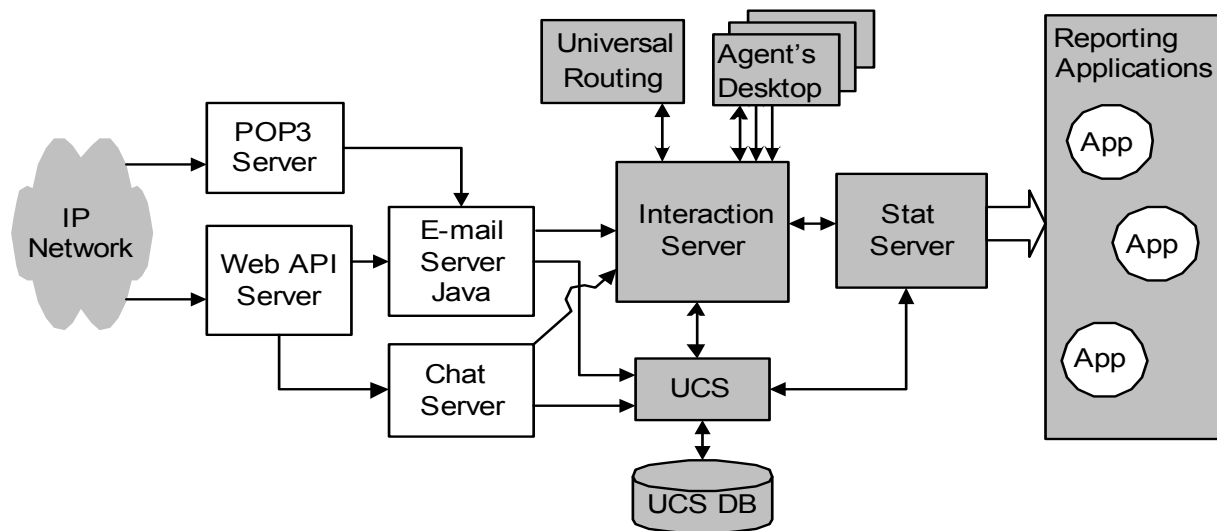 Universal
Routing
Agent's
Desktop
Reporting
Applications
POP3
Server
App
IP
Network
E-mail
Server
Java
Interaction
Server
Stat
Server
App
Web API
Server
Chat
Server
UCS
App
UCS DB